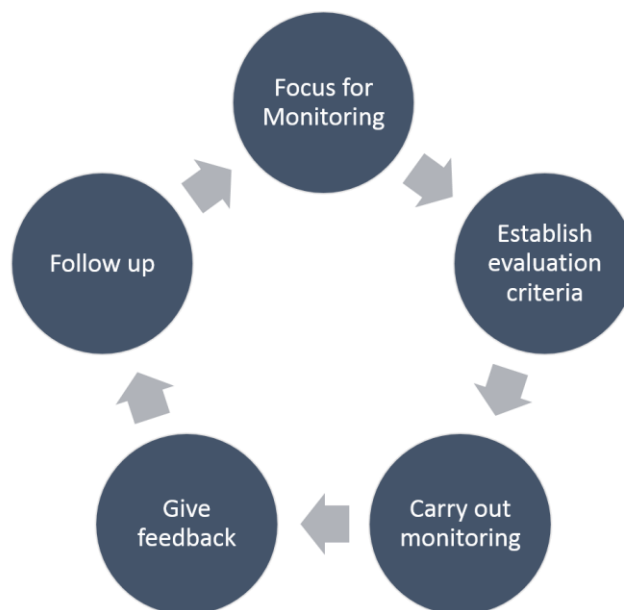 Focus for
Monitoring
Establish
evaluation
criteria
Carry out
monitoring
Give
feedback
Follow up